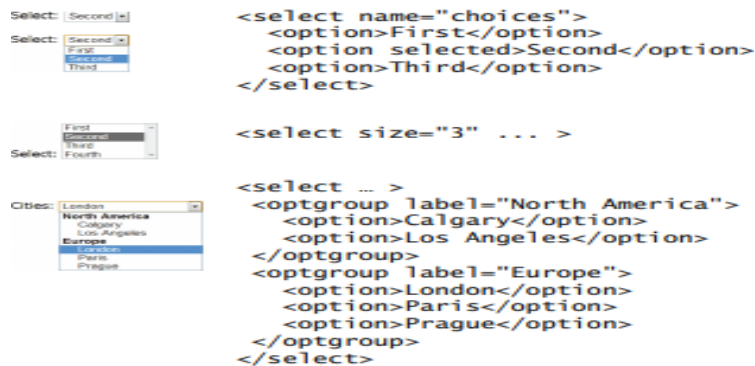 Select: Second
<select name="choices">
Select: Second
<option>First</option>
First
<option selected>Second</option>
Second
Third
<option>Third</option>
</select>
First
Second
<select size="3" ... >
Third
Select: Fourth
<select … >
Cities: London
<optgroup label="North America">
North America
Calgary
<option>Calgary</option>
Los Angeles
<option>Los Angeles</option>
Europe
London
</optgroup>
Paris
<optgroup label="Europe">
Prague
<option>London</option>
<option>Paris</option>
<option>Prague</option>
</optgroup>
</select>